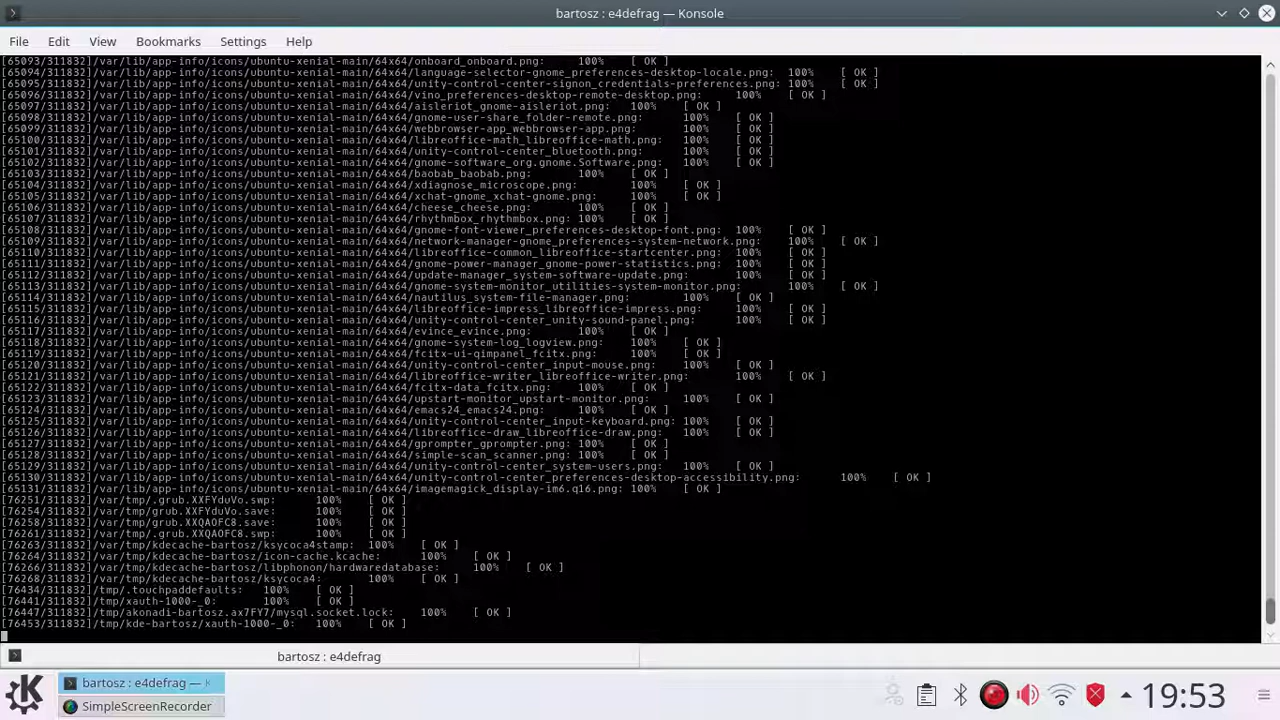 bartosz : e4defrag — Konsole
File Edit View Bookmarks Settings Help
[65093/311832]/var/lib/app-info/icons/ubuntu-xenial-main/64x64/onboard_onboard.png: 100% [ OK ]
[65094/311832]/var/lib/app-info/icons/ubuntu-xenial-main/64x64/language-selector-gnome_preferences-desktop-locale.png: 100% [ OK ]
[65095/311832]/var/lib/app-info/icons/ubuntu-xenial-main/64x64/unity-control-center-signon_credentials-preferences.png: 100% [ OK ]
[65096/311832]/var/lib/app-info/icons/ubuntu-xenial-main/64x64/vino_preferences-desktop-remote-desktop.png: 100% [ OK ]
[65097/311832]/var/lib/app-info/icons/ubuntu-xenial-main/64x64/aisleriot_gnome-aisleriot.png: 100% [ OK ]
[65098/311832]/var/lib/app-info/icons/ubuntu-xenial-main/64x64/gnome-user-share_folder-remote.png: 100% [ OK ]
[65099/311832]/var/lib/app-info/icons/ubuntu-xenial-main/64x64/webbrowser-app_webbrowser-app.png: 100% [ OK ]
[65100/311832]/var/lib/app-info/icons/ubuntu-xenial-main/64x64/libreoffice-math_libreoffice-math.png: 100% [ OK ]
[65101/311832]/var/lib/app-info/icons/ubuntu-xenial-main/64x64/unity-control-center_bluetooth.png: 100% [ OK ]
[65102/311832]/var/lib/app-info/icons/ubuntu-xenial-main/64x64/gnome-software_org.gnome.Software.png: 100% [ OK ]
[65103/311832]/var/lib/app-info/icons/ubuntu-xenial-main/64x64/baobab_baobab.png: 100% [ OK ]
[65104/311832]/var/lib/app-info/icons/ubuntu-xenial-main/64x64/xdiagnose_microscope.png: 100% [ OK ]
[65105/311832]/var/lib/app-info/icons/ubuntu-xenial-main/64x64/xchat-gnome_xchat-gnome.png: 100% [ OK ]
[65106/311832]/var/lib/app-info/icons/ubuntu-xenial-main/64x64/cheese_cheese.png: 100% [ OK ]
[65107/311832]/var/lib/app-info/icons/ubuntu-xenial-main/64x64/rhythmbox_rhythmbox.png: 100% [ OK ]
[65108/311832]/var/lib/app-info/icons/ubuntu-xenial-main/64x64/gnome-font-viewer_preferences-desktop-font.png: 100% [ OK ]
[65109/311832]/var/lib/app-info/icons/ubuntu-xenial-main/64x64/network-manager-gnome_preferences-system-network.png: 100% [ OK ]
[65110/311832]/var/lib/app-info/icons/ubuntu-xenial-main/64x64/libreoffice-common_libreoffice-startcenter.png: 100% [ OK ]
[65111/311832]/var/lib/app-info/icons/ubuntu-xenial-main/64x64/gnome-power-manager_gnome-power-statistics.png: 100% [ OK ]
[65112/311832]/var/lib/app-info/icons/ubuntu-xenial-main/64x64/update-manager_system-software-update.png: 100% [ OK ]
[65113/311832]/var/lib/app-info/icons/ubuntu-xenial-main/64x64/gnome-system-monitor_utilities-system-monitor.png: 100% [ OK ]
[65114/311832]/var/lib/app-info/icons/ubuntu-xenial-main/64x64/nautilus_system-file-manager.png: 100% [ OK ]
[65115/311832]/var/lib/app-info/icons/ubuntu-xenial-main/64x64/libreoffice-impress_libreoffice-impress.png: 100% [ OK ]
[65116/311832]/var/lib/app-info/icons/ubuntu-xenial-main/64x64/unity-control-center_unity-sound-panel.png: 100% [ OK ]
[65117/311832]/var/lib/app-info/icons/ubuntu-xenial-main/64x64/evince_evince.png: 100% [ OK ]
[65118/311832]/var/lib/app-info/icons/ubuntu-xenial-main/64x64/gnome-system-log_logview.png: 100% [ OK ]
[65119/311832]/var/lib/app-info/icons/ubuntu-xenial-main/64x64/fcitx-ui-qimpanel_fcitx.png: 100% [ OK ]
[65120/311832]/var/lib/app-info/icons/ubuntu-xenial-main/64x64/unity-control-center_input-mouse.png: 100% [ OK ]
[65121/311832]/var/lib/app-info/icons/ubuntu-xenial-main/64x64/libreoffice-writer_libreoffice-writer.png: 100% [ OK ]
[65122/311832]/var/lib/app-info/icons/ubuntu-xenial-main/64x64/fcitx-data_fcitx.png: 100% [ OK ]
[65123/311832]/var/lib/app-info/icons/ubuntu-xenial-main/64x64/upstart-monitor_upstart-monitor.png: 100% [ OK ]
[65124/311832]/var/lib/app-info/icons/ubuntu-xenial-main/64x64/emacs24_emacs24.png: 100% [ OK ]
[65125/311832]/var/lib/app-info/icons/ubuntu-xenial-main/64x64/unity-control-center_input-keyboard.png: 100% [ OK ]
[65126/311832]/var/lib/app-info/icons/ubuntu-xenial-main/64x64/libreoffice-draw_libreoffice-draw.png: 100% [ OK ]
[65127/311832]/var/lib/app-info/icons/ubuntu-xenial-main/64x64/gprompter_gprompter.png: 100% [ OK ]
[65128/311832]/var/lib/app-info/icons/ubuntu-xenial-main/64x64/simple-scan_scanner.png: 100% [ OK ]
[65129/311832]/var/lib/app-info/icons/ubuntu-xenial-main/64x64/unity-control-center_system-users.png: 100% [ OK ]
[65130/311832]/var/lib/app-info/icons/ubuntu-xenial-main/64x64/unity-control-center_preferences-desktop-accessibility.png: 100% [ OK ]
[65131/311832]/var/lib/app-info/icons/ubuntu-xenial-main/64x64/imagemagick_display-im6.q16.png: 100% [ OK ]
[76251/311832]/var/tmp/.grub.XXFYduVo.swp: 100% [ OK ]
[76254/311832]/var/tmp/grub.XXFYduVo.save: 100% [ OK ]
[76258/311832]/var/tmp/grub.XXQAOFC8.save: 100% [ OK ]
[76261/311832]/var/tmp/.grub.XXQAOFC8.swp: 100% [ OK ]
[76263/311832]/var/tmp/kdecache-bartosz/ksycoca4stamp: 100% [ OK ]
[76264/311832]/var/tmp/kdecache-bartosz/icon-cache.kcache: 100% [ OK ]
[76266/311832]/var/tmp/kdecache-bartosz/libphonon/hardwaredatabase: 100% [ OK ]
[76268/311832]/var/tmp/kdecache-bartosz/ksycoca4: 100% [ OK ]
[76434/311832]/tmp/.touchpaddefaults: 100% [ OK ]
[76441/311832]/tmp/xauth-1000-_0: 100% [ OK ]
[76447/311832]/tmp/akonadi-bartosz.ax7FY7/mysql.socket.lock: 100% [ OK ]
[76453/311832]/tmp/kde-bartosz/xauth-1000-_0: 100% [ OK ]
bartosz : e4defrag
bartosz : e4defrag —
SimpleScreenRecorder
19:53